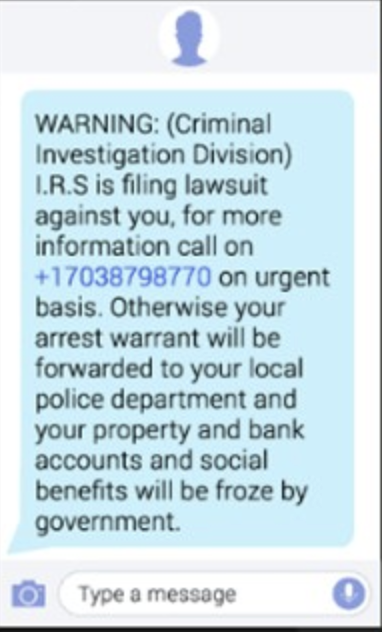 WARNING: (Criminal
Investigation Division)
I.R.S is filing lawsuit
against you, for more
information call on
+17038798770 on urgent
basis. Otherwise your
arrest warrant will be
forwarded to your local
police department and
your property and bank
accounts and social
benefits will be froze by
government.
Type a message